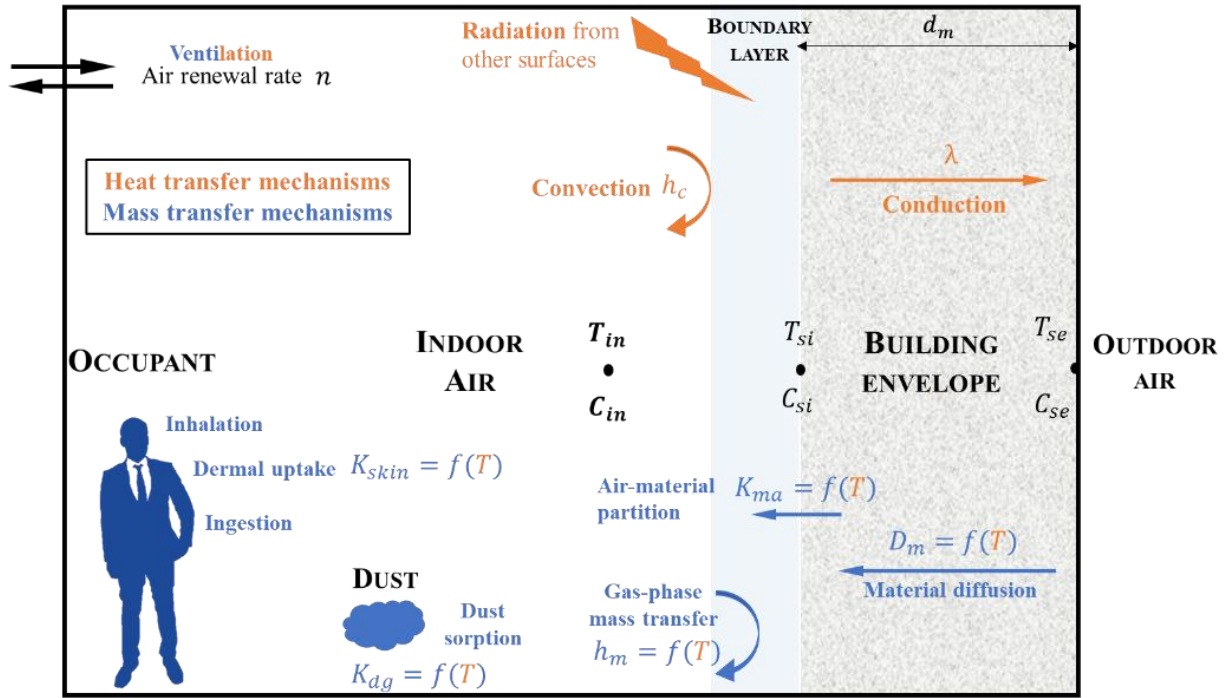 Ventilation
Air renewal rate n
Radiation from
other surfaces
BOUNDARY
LAYER
d_m
Heat transfer mechanisms
Mass transfer mechanisms
Convection h_c
λ
Conduction
OCCUPANT
INDOOR
AIR
T_in
C_in
T_si
C_si
BUILDING
ENVELOPE
T_se
C_se
OUTDOOR
AIR
Inhalation
Dermal uptake K_skin = f(T)
Ingestion
Air-material
partition
K_ma = f(T)
D_m = f(T)
Material diffusion
DUST
Dust
sorption
K_dg = f(T)
Gas-phase
mass transfer
h_m = f(T)